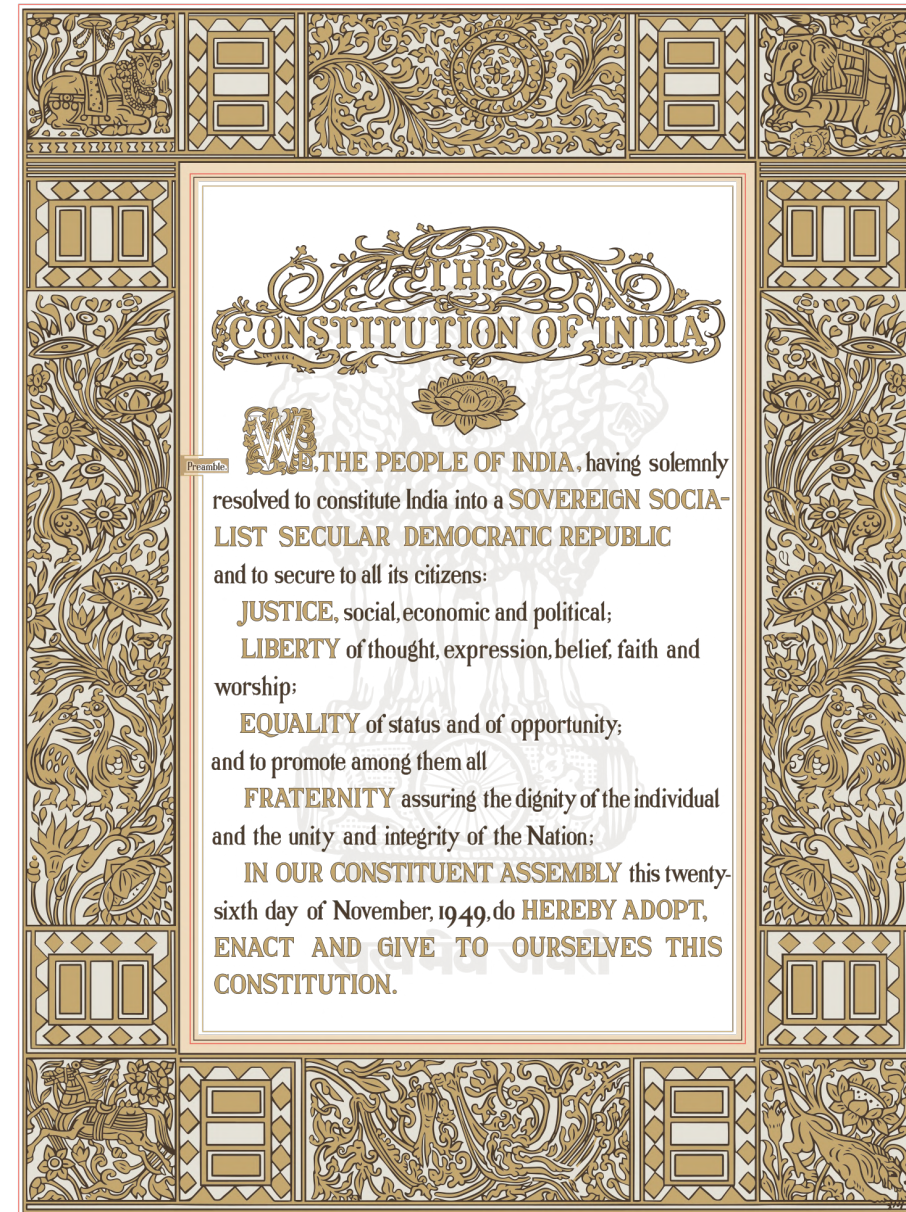 THE
CONSTITUTION OF INDIA
Preamble.
WE, THE PEOPLE OF INDIA, having solemnly
resolved to constitute India into a SOVEREIGN SOCIA-
LIST SECULAR DEMOCRATIC REPUBLIC
and to secure to all its citizens:
JUSTICE, social, economic and political;
LIBERTY of thought, expression, belief, faith and
worship;
EQUALITY of status and of opportunity;
and to promote among them all
FRATERNITY assuring the dignity of the individual
and the unity and integrity of the Nation;
IN OUR CONSTITUENT ASSEMBLY this twenty-
sixth day of November, 1949, do HEREBY ADOPT,
ENACT AND GIVE TO OURSELVES THIS
सत्यमेव जयते
CONSTITUTION.